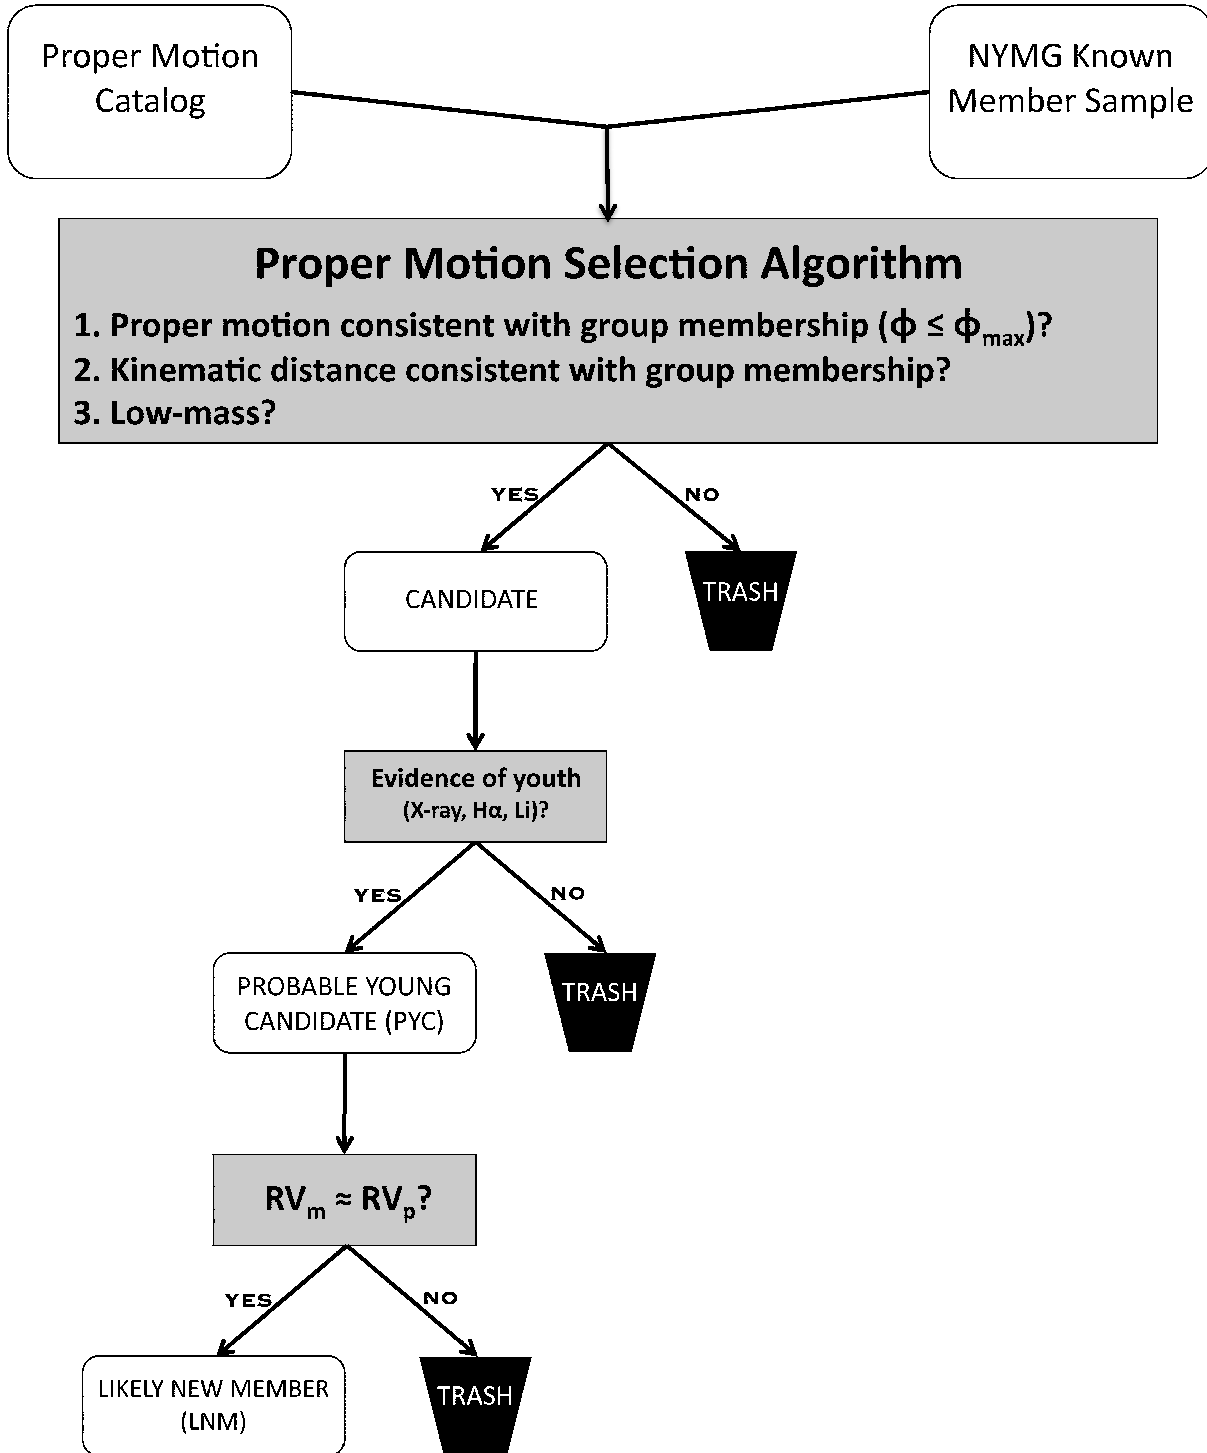 Proper Motion
Catalog
NYMG Known
Member Sample
Proper Motion Selection Algorithm
1. Proper motion consistent with group membership (ϕ ≤ ϕmax)?
2. Kinematic distance consistent with group membership?
3. Low-mass?
YES
NO
CANDIDATE
TRASH
Evidence of youth
(X-ray, Hα, Li)?
YES
NO
PROBABLE YOUNG
CANDIDATE (PYC)
TRASH
RVm ≈ RVp?
YES
NO
LIKELY NEW MEMBER
(LNM)
TRASH